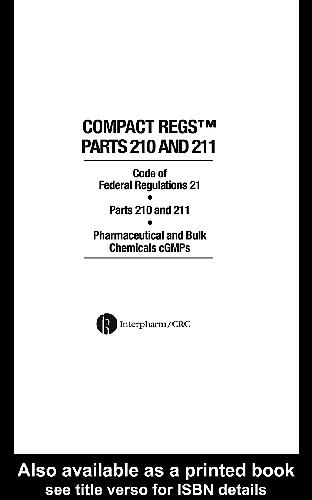 COMPACT REGS™
PARTS 210 AND 211
Code of
Federal Regulations 21
•
Parts 210 and 211
•
Pharmaceutical and Bulk
Chemicals cGMPs
Interpharm/CRC
Also available as a printed book
see title verso for ISBN details